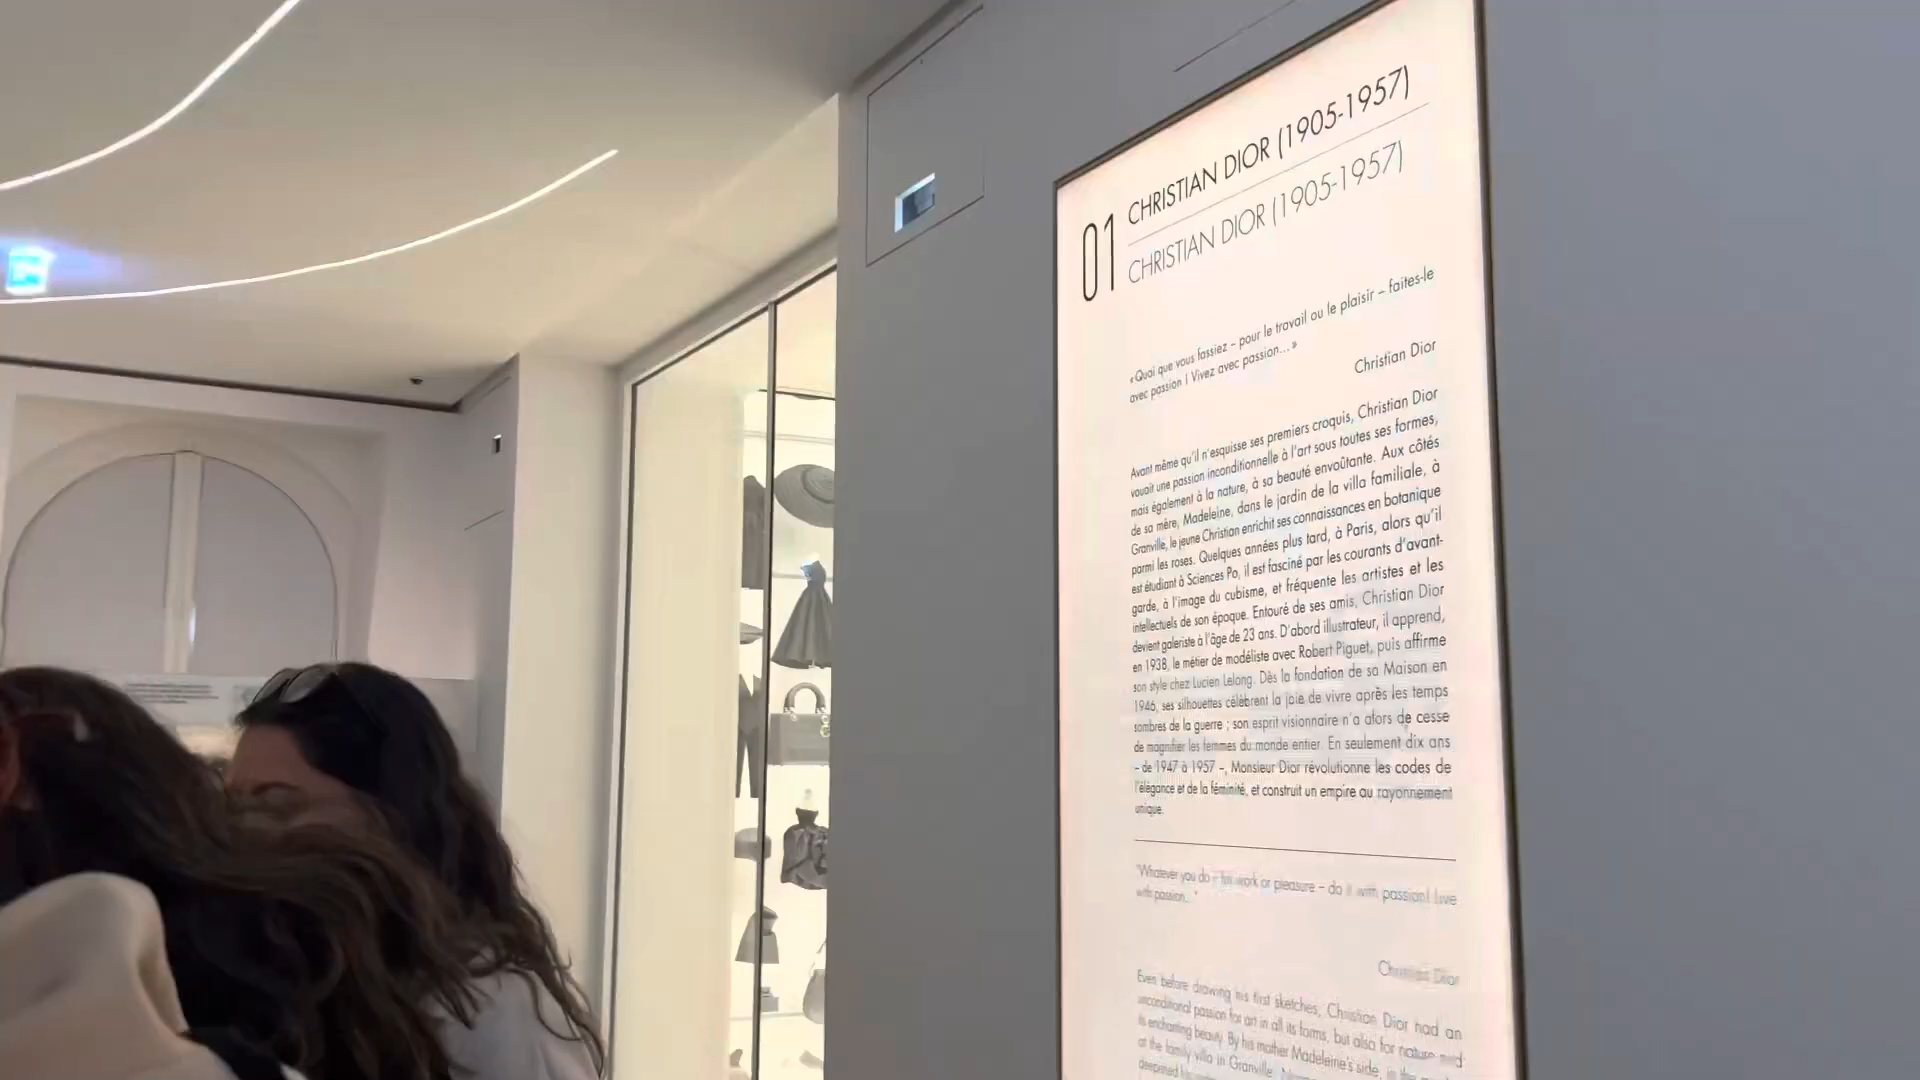 01
CHRISTIAN DIOR (1905-1957)
CHRISTIAN DIOR (1905-1957)
«Quoi que vous fassiez – pour le travail ou le plaisir – faites-le
avec passion ! Vivez avec passion... »
Christian Dior
Avant même qu'il n'esquisse ses premiers croquis, Christian Dior
vouait une passion inconditionnelle à l'art sous toutes ses formes,
mais également à la nature, à sa beauté envoûtante. Aux côtés
de sa mère, Madeleine, dans le jardin de la villa familiale, à
Granville, le jeune Christian enrichit ses connaissances en botanique
parmi les roses. Quelques années plus tard, à Paris, alors qu'il
est étudiant à Sciences Po, il est fasciné par les courants d'avant-
garde, à l'image du cubisme, et fréquente les artistes et les
intellectuels de son époque. Entouré de ses amis, Christian Dior
devient galeriste à l'âge de 23 ans. D'abord illustrateur, il apprend,
en 1938, le métier de modéliste avec Robert Piguet, puis affirme
son style chez Lucien Lelong. Dès la fondation de sa Maison en
1946, ses silhouettes célèbrent la joie de vivre après les temps
sombres de la guerre ; son esprit visionnaire n'a alors de cesse
de magnifier les femmes du monde entier. En seulement dix ans
– de 1947 à 1957 –, Monsieur Dior révolutionne les codes de
l'élégance et de la féminité, et construit un empire au rayonnement
unique.
"Whatever you do – for work or pleasure – do it with passion! Live
with passion..."
Christian Dior
Even before drawing his first sketches, Christian Dior had an
unconditional passion for art in all its forms, but also for nature and
its enchanting beauty. By his mother Madeleine's side, in the
at the family villa in Granville,
deepened his